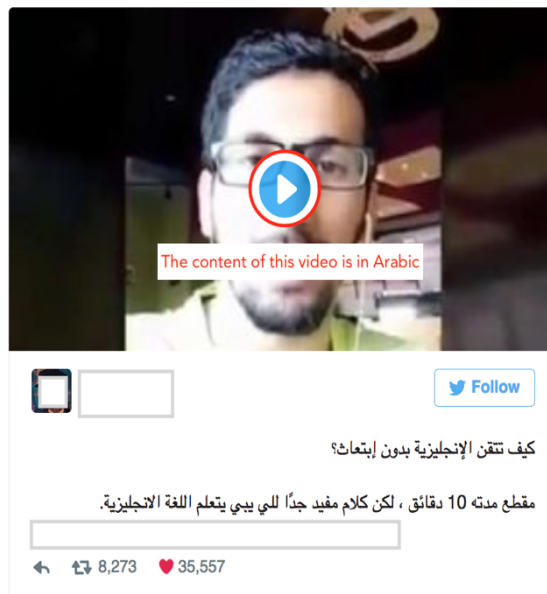 The content of this video is in Arabic
Follow
كيف تتقن الإنجليزية بدون إبتعاث؟
مقطع مدته 10 دقائق ، لكن كلام مفيد جدًا للي يبي يتعلم اللغة الانجليزية.
8,273 35,557